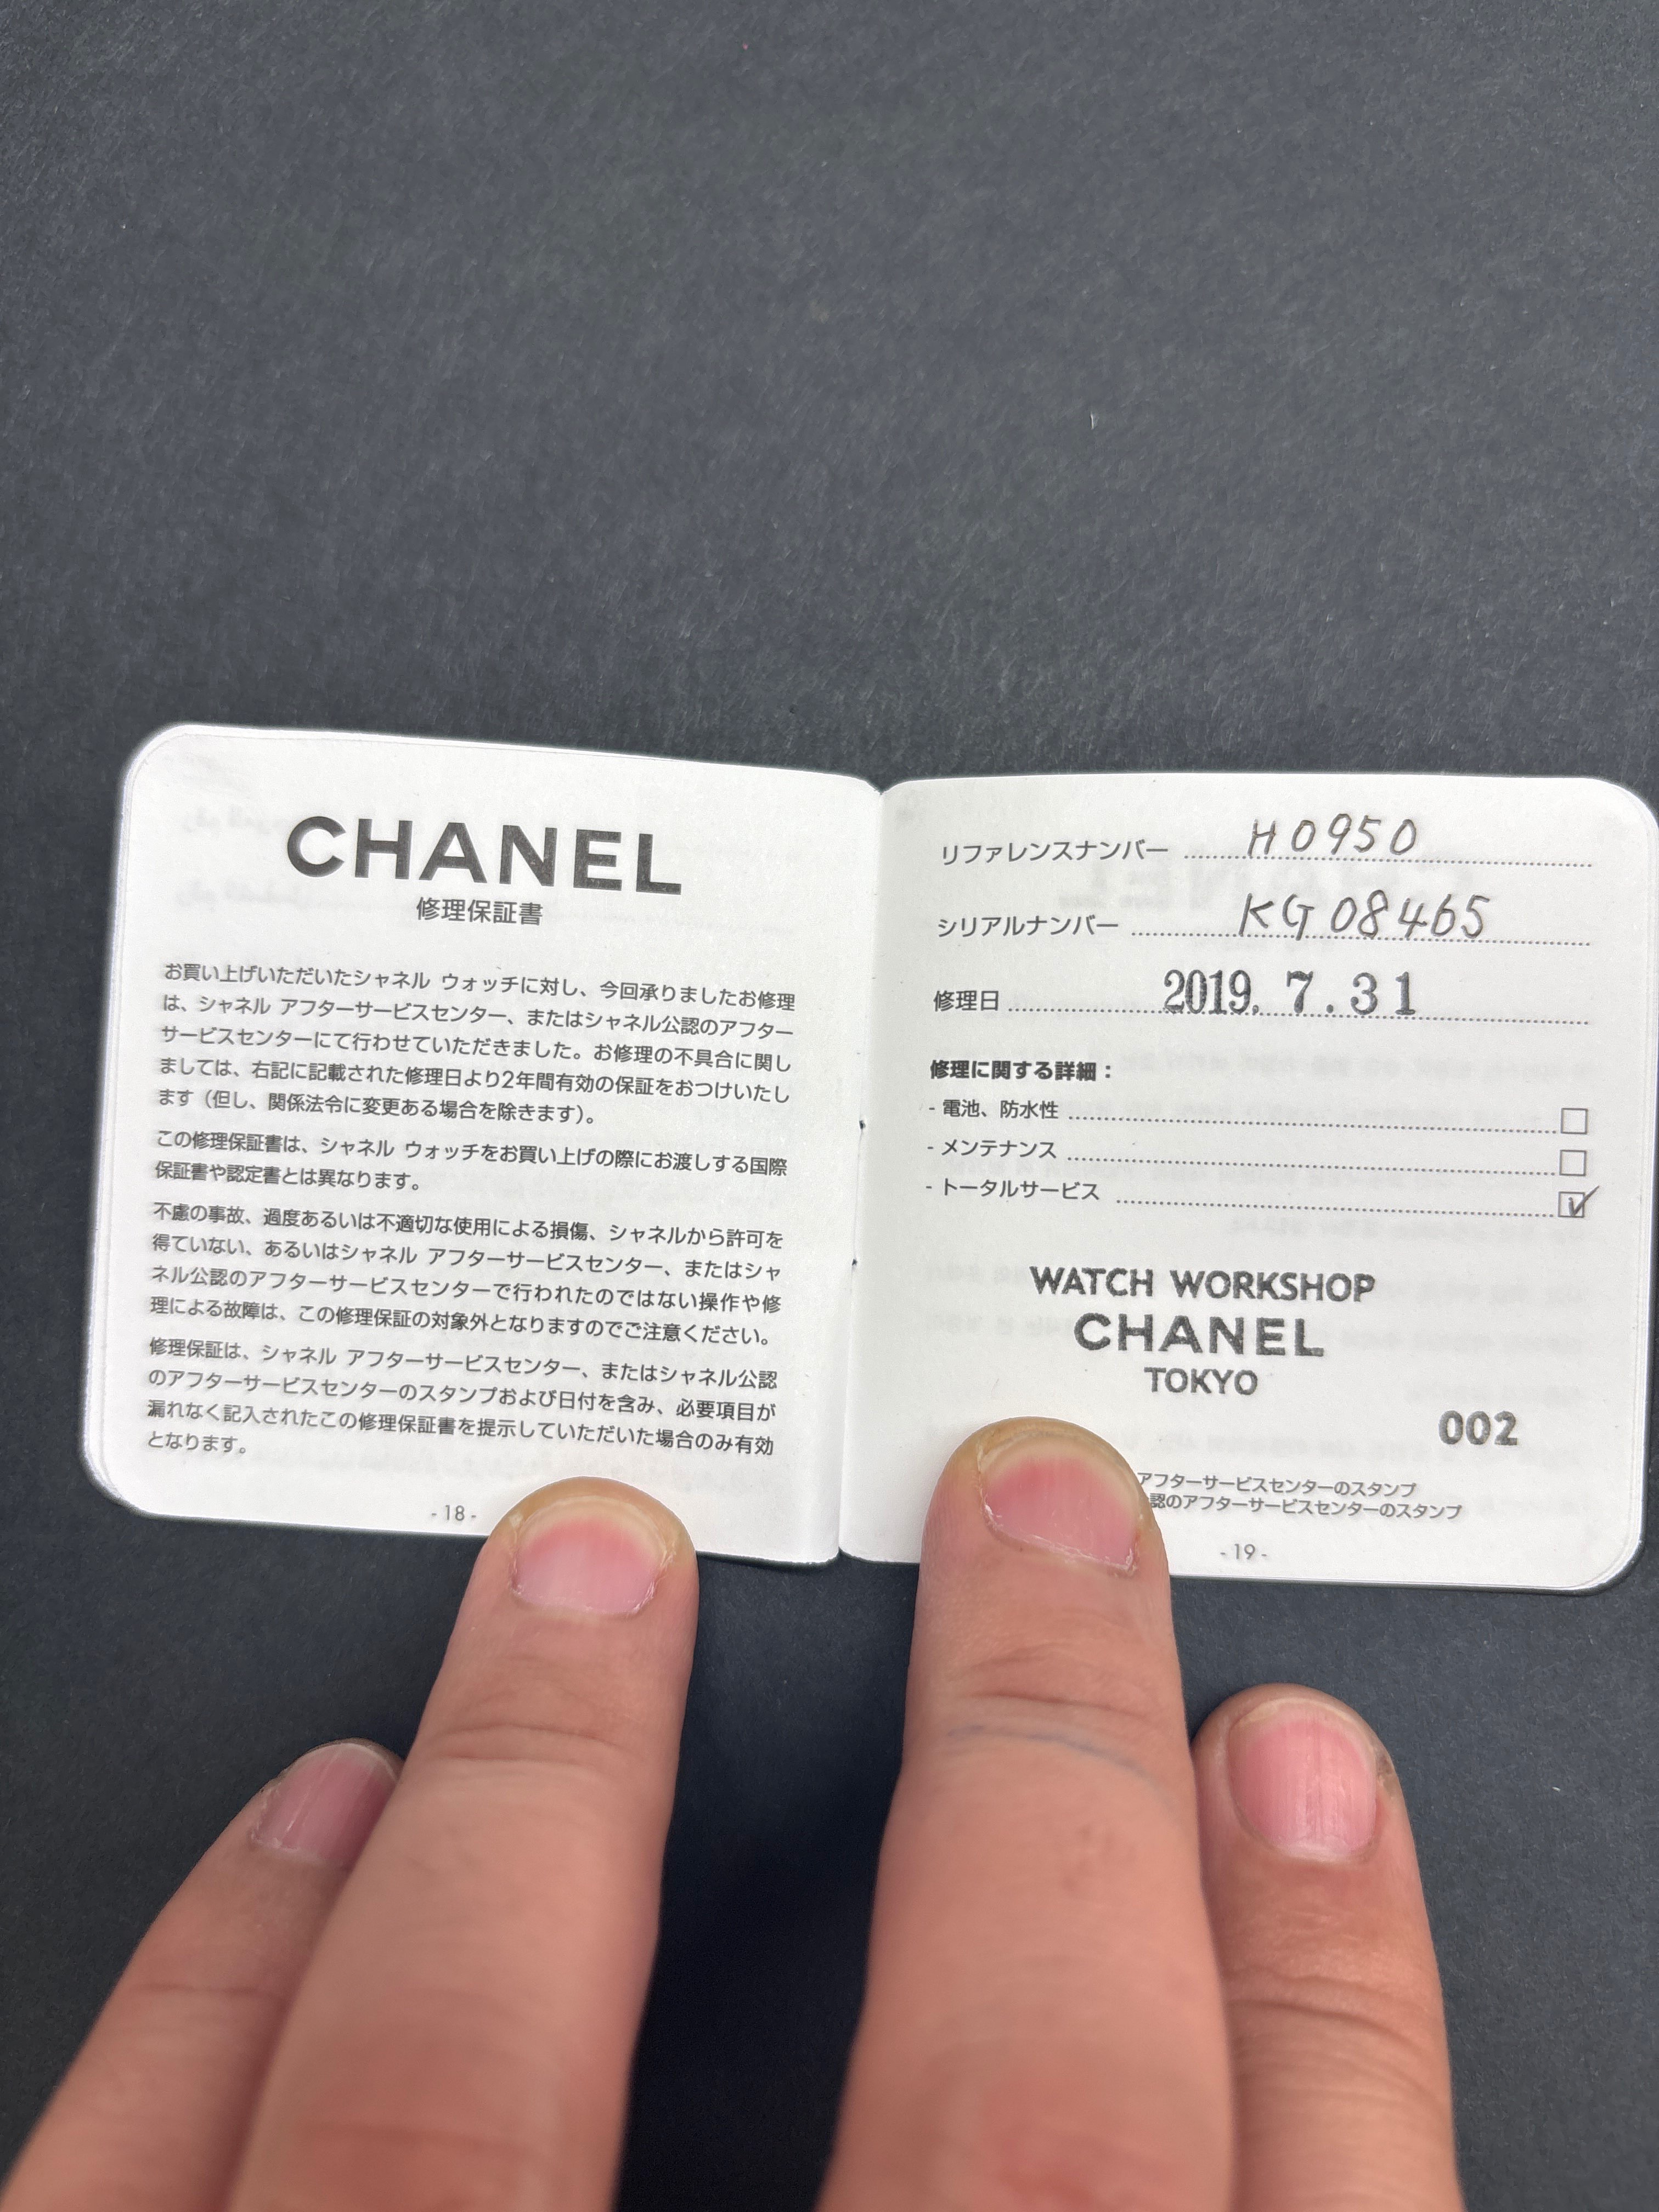 CHANEL
修理保証書
お買い上げいただいたシャネル ウォッチに対し、今回承りましたお修理
は、シャネル アフターサービスセンター、またはシャネル公認のアフター
サービスセンターにて行わせていただきました。お修理の不具合に関し
ましては、右記に記載された修理日より2年間有効の保証をおつけいたし
ます（但し、関係法令に変更ある場合を除きます）。
この修理保証書は、シャネル ウォッチをお買い上げの際にお渡しする国際
保証書や認定書とは異なります。
不慮の事故、過度あるいは不適切な使用による損傷、シャネルから許可を
得ていない、あるいはシャネル アフターサービスセンター、またはシャ
ネル公認のアフターサービスセンターで行われたのではない操作や修
理による故障は、この修理保証の対象外となりますのでご注意ください。
修理保証は、シャネル アフターサービスセンター、またはシャネル公認
のアフターサービスセンターのスタンプおよび日付を含み、必要項目が
漏れなく記入されたこの修理保証書を提示していただいた場合のみ有効
となります。
- 18 -
リファレンスナンバー H0950
シリアルナンバー KG08465
修理日 2019. 7.31
修理に関する詳細：
- 電池、防水性
- メンテナンス
- トータルサービス
WATCH WORKSHOP
CHANEL
TOKYO
002
アフターサービスセンターのスタンプ
認のアフターサービスセンターのスタンプ
- 19 -